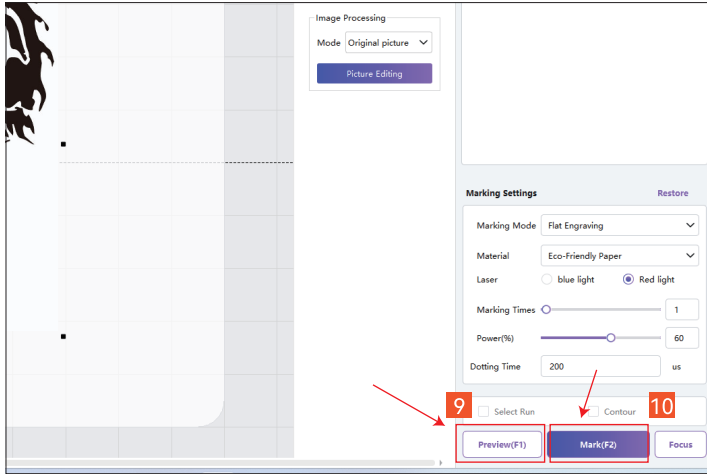 Image Processing
Mode Original picture
Picture Editing
Marking Settings Restore
Marking Mode Flat Engraving
Material Eco-Friendly Paper
Laser blue light Red light
Marking Times 1
Power(%) 60
Dotting Time 200 us
9 Select Run Contour 10
Preview(F1) Mark(F2) Focus